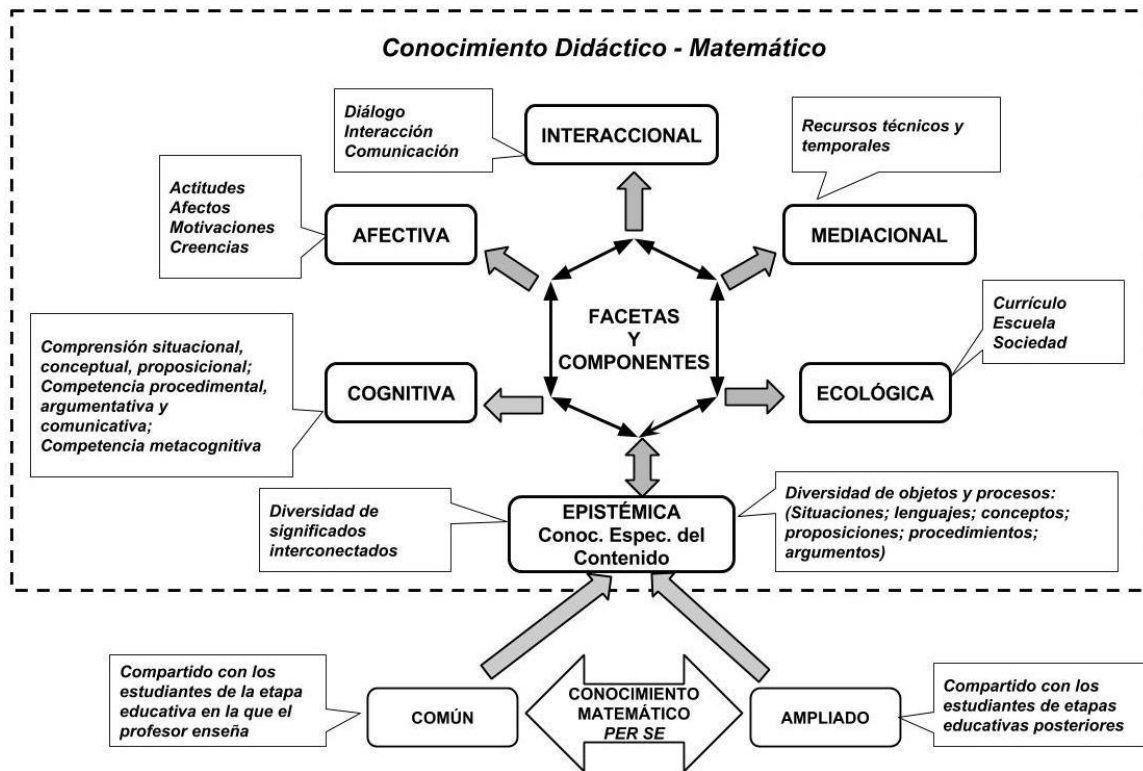 Conocimiento Didáctico - Matemático
Diálogo
Interacción
Comunicación
INTERACCIONAL
Recursos técnicos y
temporales
Actitudes
Afectos
Motivaciones
Creencias
AFECTIVA
MEDIACIONAL
FACETAS
Y
COMPONENTES
Currículo
Escuela
Sociedad
Comprensión situacional,
conceptual, proposicional;
Competencia procedimental,
argumentativa y
comunicativa;
Competencia metacognitiva
COGNITIVA
ECOLÓGICA
Diversidad de
significados
interconectados
EPISTÉMICA
Conoc. Espec. del
Contenido
Diversidad de objetos y procesos:
(Situaciones; lenguajes; conceptos;
proposiciones; procedimientos;
argumentos)
Compartido con los
estudiantes de la etapa
educativa en la que el
profesor enseña
COMÚN
CONOCIMIENTO
MATEMÁTICO
PER SE
AMPLIADO
Compartido con los
estudiantes de etapas
educativas posteriores